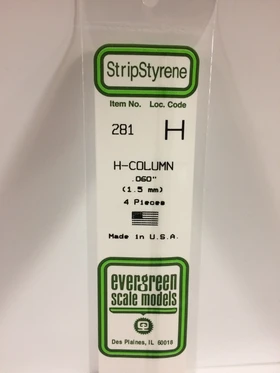 StripStyrene
Item No. Loc. Code
281 H
H-COLUMN
.060"
(1.5 mm)
4 Pieces
Made in U.S.A.
evergreen
scale models
Des Plaines, IL 60018